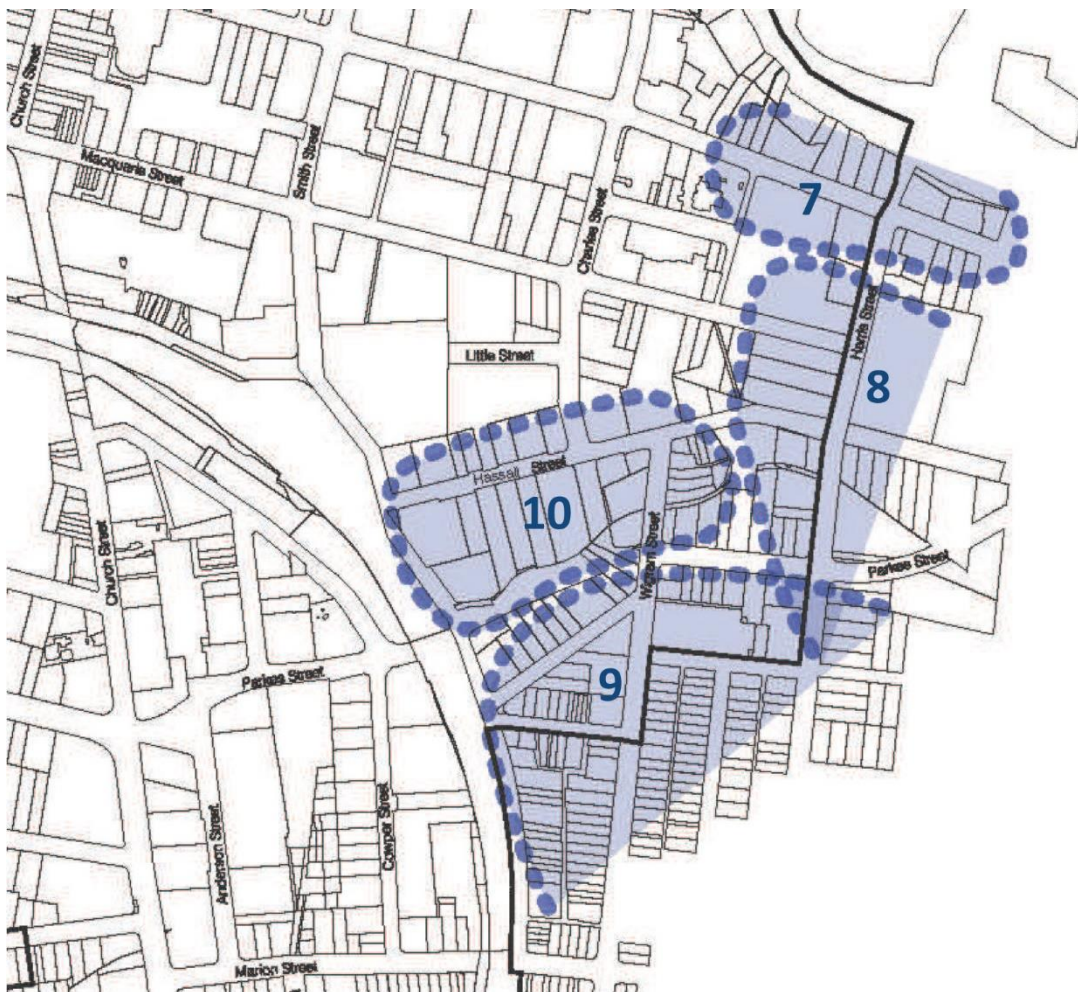 Church Street
Macquarie Street
Smith Street
Charles Street
7
Harris Street
Little Street
8
Hassall Street
10
Wigram Street
Parkes Street
Church Street
9
Parkes Street
Anderson Street
Cowper Street
Marion Street